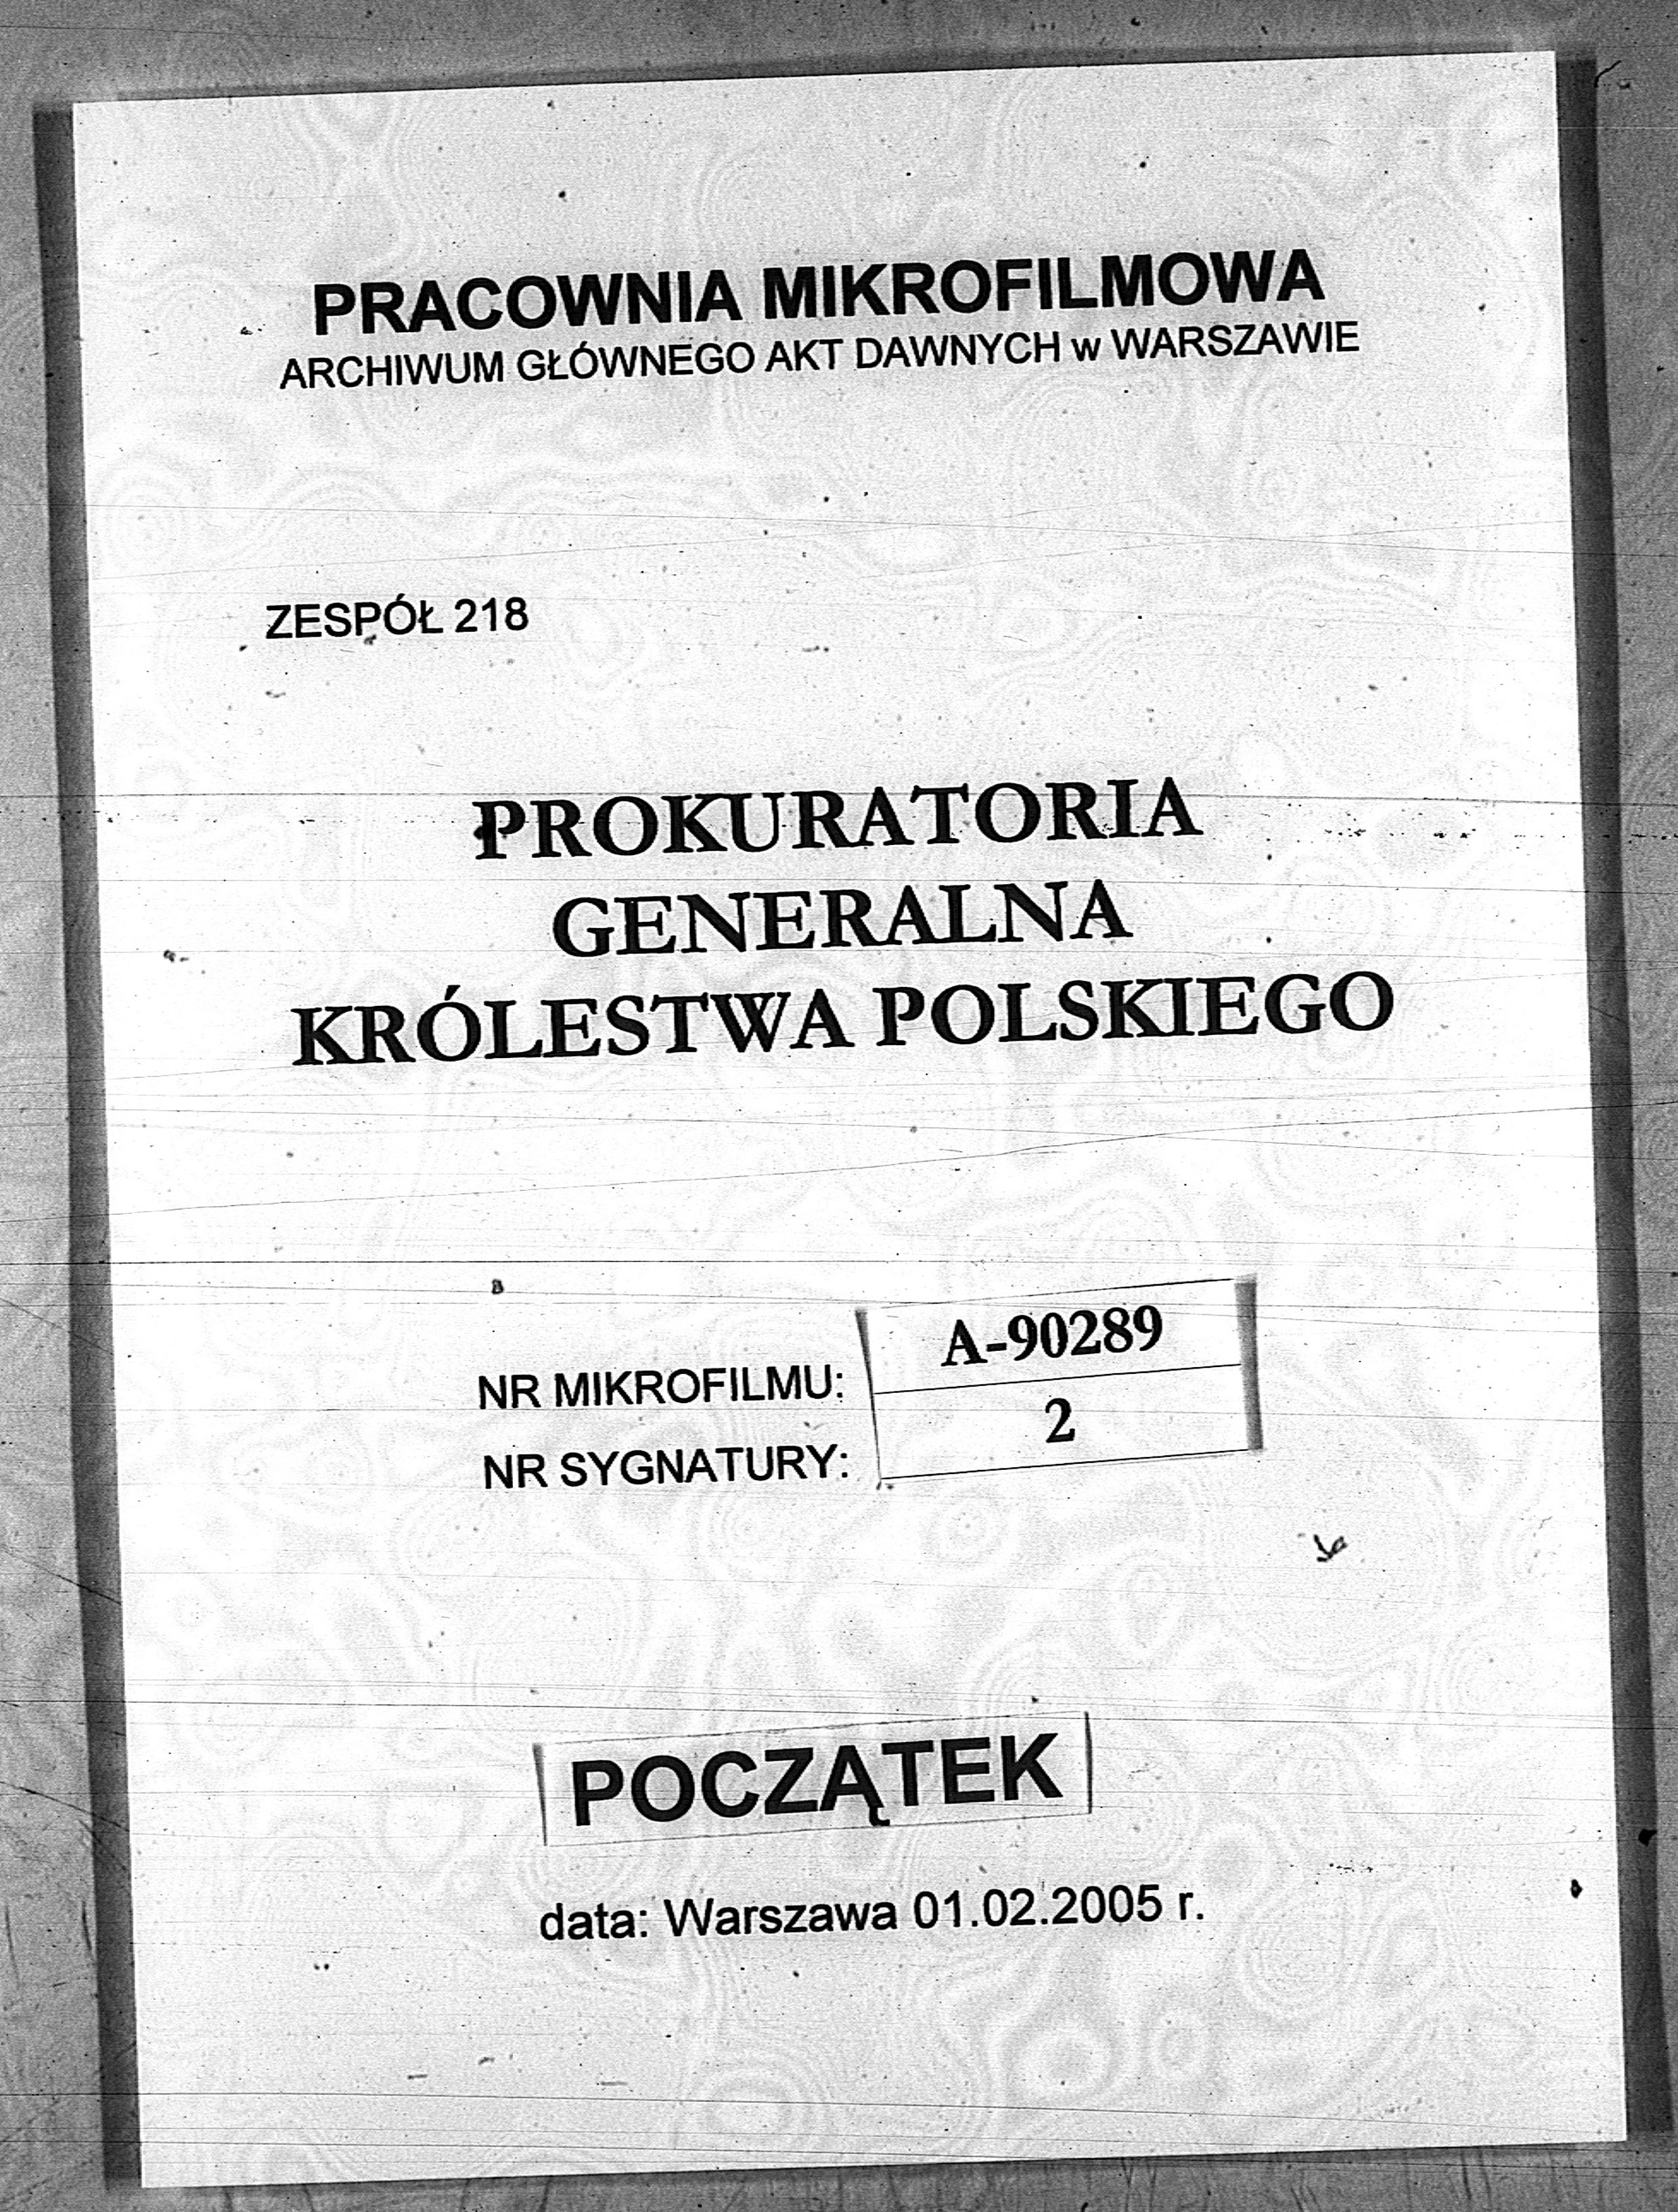 PRACOWNIA MIKROFILMOWA
ARCHIWUM GŁÓWNEGO AKT DAWNYCH w WARSZAWIE
ZESPÓŁ 218
PROKURATORIA
GENERALNA
KRÓLESTWA POLSKIEGO
NR MIKROFILMU: A-90289
NR SYGNATURY: 2
POCZĄTEK
data: Warszawa 01.02.2005 r.